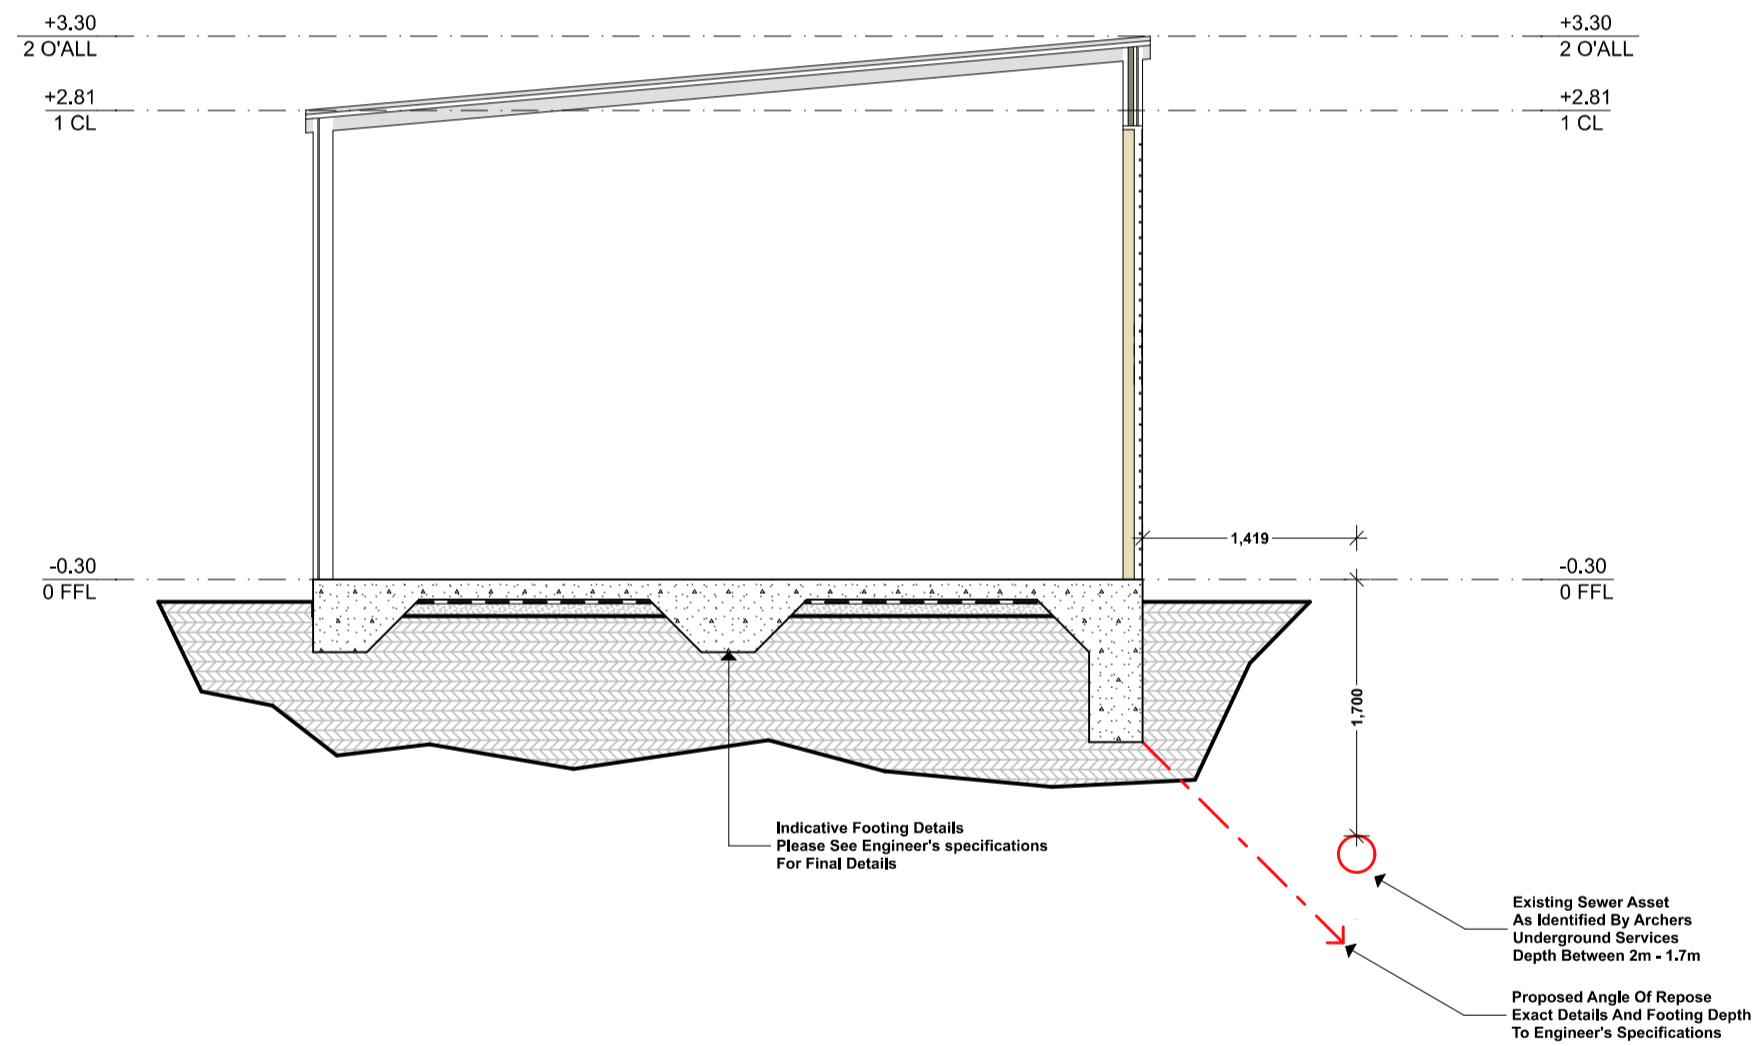 +3.30
2 O'ALL
+3.30
2 O'ALL
+2.81
1 CL
+2.81
1 CL
1,419
-0.30
0 FFL
-0.30
0 FFL
1,700
Indicative Footing Details
Please See Engineer's specifications
For Final Details
Existing Sewer Asset
As Identified By Archers
Underground Services
Depth Between 2m - 1.7m
Proposed Angle Of Repose
Exact Details And Footing Depth
To Engineer's Specifications